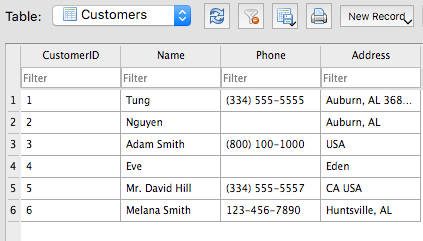 Table: Customers New Record
CustomerID Name Phone Address
Filter Filter Filter Filter
1 1 Tung (334) 555-5555 Auburn, AL 368...
2 2 Nguyen Auburn, AL
3 3 Adam Smith (800) 100-1000 USA
4 4 Eve Eden
5 5 Mr. David Hill (334) 555-5557 CA USA
6 6 Melana Smith 123-456-7890 Huntsville, AL